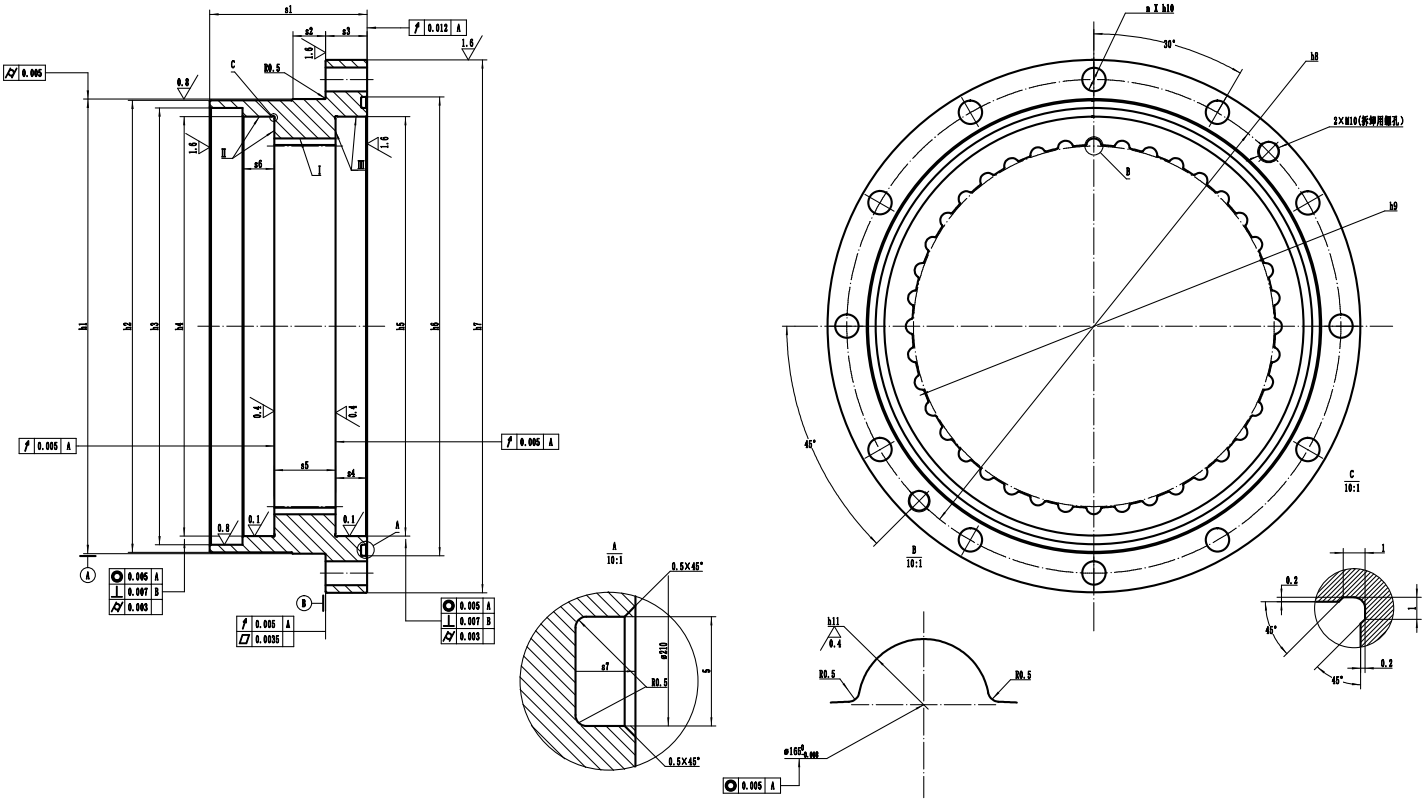 s1
s2
s3
0.012 A
n X h10
30°
h8
1.6
1.6
C
R0.5
0.005
0.8
2×M10(拆卸用螺孔)
1.6
II
s6
I
III
1.6
B
h9
h1
h2
h3
h4
h5
h6
h7
0.4
0.4
0.005 A
0.005 A
45°
s5
s4
C
10:1
0.8
0.1
0.1
A
A
10:1
B
10:1
A
0.005 A
0.007 B
0.003
B
0.005 A
0.0035
0.005 A
0.007 B
0.003
0.5×45°
s7
ø210
5
R0.5
0.5×45°
1
0.2
45°
1
0.2
45°
h11
0.4
R0.5
R0.5
ø165 0 -0.008
0.005 A